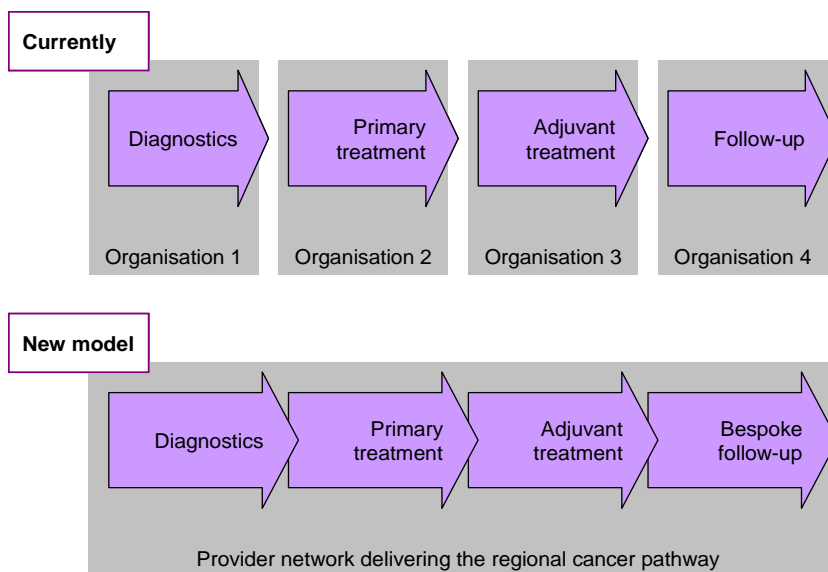 Currently
Diagnostics
Primary
treatment
Adjuvant
treatment
Follow-up
Organisation 1
Organisation 2
Organisation 3
Organisation 4
New model
Diagnostics
Primary
treatment
Adjuvant
treatment
Bespoke
follow-up
Provider network delivering the regional cancer pathway